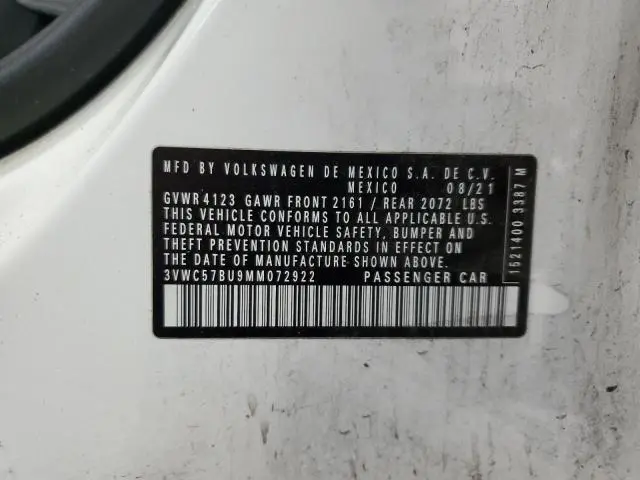 MFD BY VOLKSWAGEN DE MEXICO S.A. DE C.V.
MEXICO 08/21
GVWR 4123 GAWR FRONT 2161 / REAR 2072 LBS
THIS VEHICLE CONFORMS TO ALL APPLICABLE U.S.
FEDERAL MOTOR VEHICLE SAFETY, BUMPER AND
THEFT PREVENTION STANDARDS IN EFFECT ON
THE DATE OF MANUFACTURE SHOWN ABOVE.
3VWC57BU9MM072922 PASSENGER CAR
1521400 3387 M